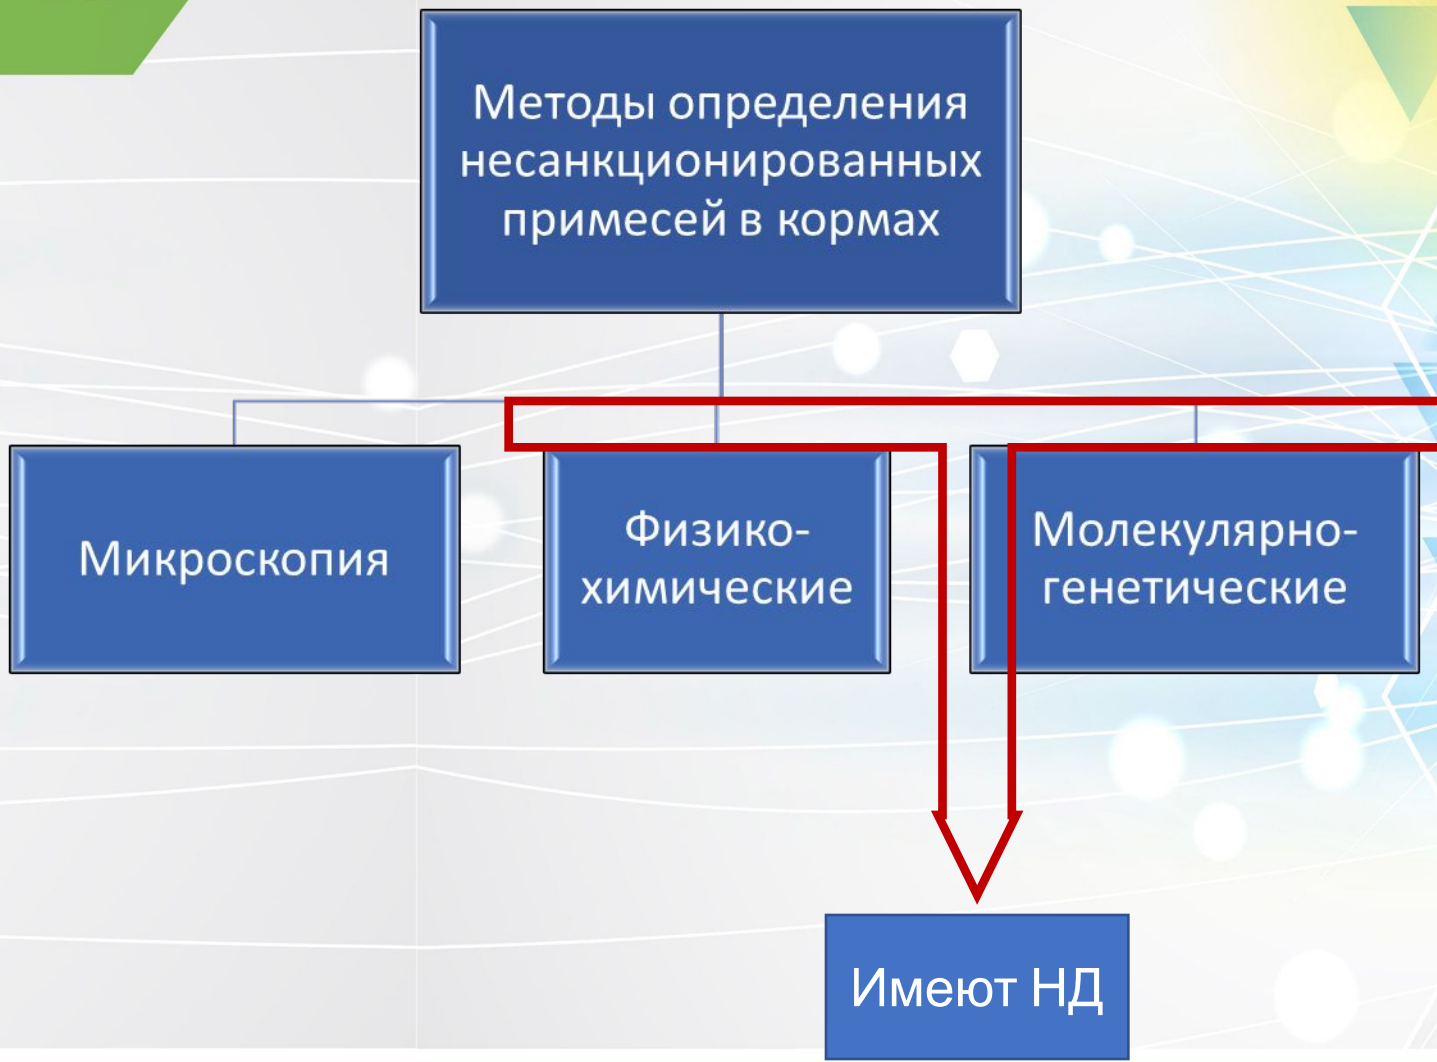 Методы определения
несанкционированных
примесей в кормах
Микроскопия
Физико-
химические
Молекулярно-
генетические
Имеют НД